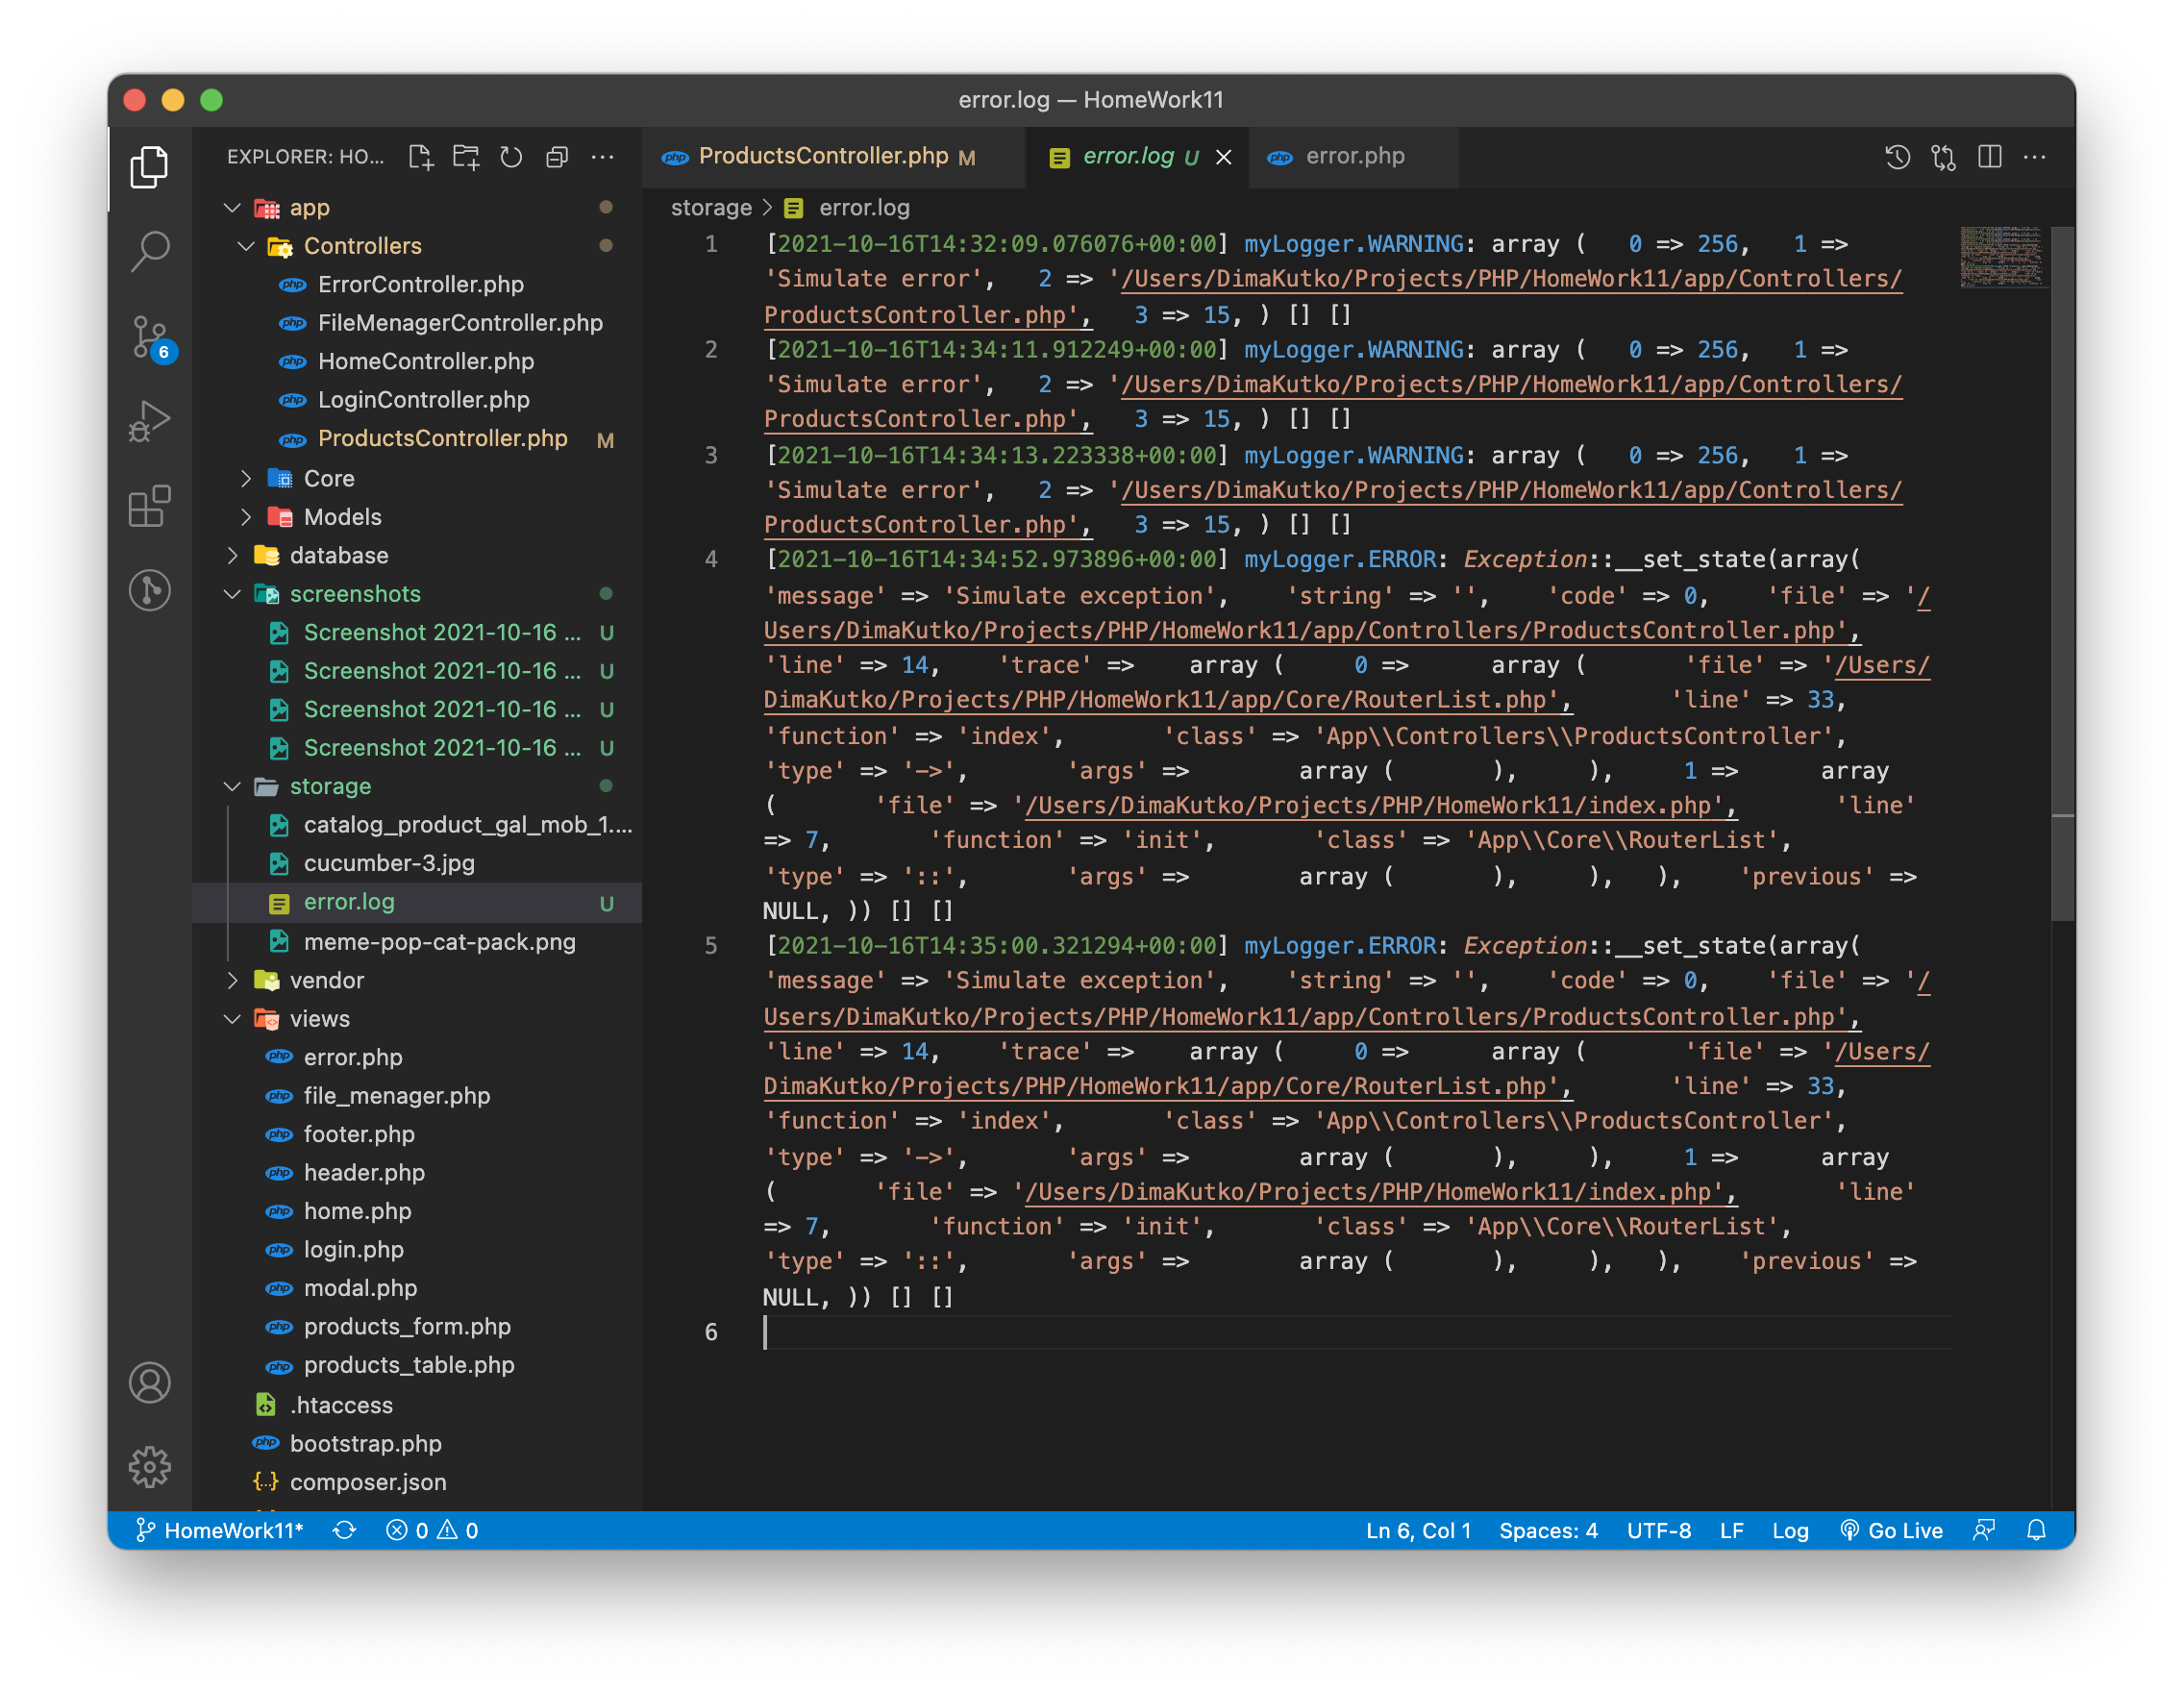 error.log — HomeWork11
EXPLORER: HO...
app
Controllers
ErrorController.php
FileMenagerController.php
HomeController.php
LoginController.php
ProductsController.php M
Core
Models
database
screenshots
Screenshot 2021-10-16 ... U
Screenshot 2021-10-16 ... U
Screenshot 2021-10-16 ... U
Screenshot 2021-10-16 ... U
storage
catalog_product_gal_mob_1....
cucumber-3.jpg
error.log U
meme-pop-cat-pack.png
vendor
views
error.php
file_menager.php
footer.php
header.php
home.php
login.php
modal.php
products_form.php
products_table.php
.htaccess
bootstrap.php
composer.json
6
php ProductsController.php M
error.log U
php error.php
storage > error.log
1 [2021-10-16T14:32:09.076076+00:00] myLogger.WARNING: array (   0 => 256,   1 =>
'Simulate error',   2 => '/Users/DimaKutko/Projects/PHP/HomeWork11/app/Controllers/
ProductsController.php',   3 => 15, ) [] []
2 [2021-10-16T14:34:11.912249+00:00] myLogger.WARNING: array (   0 => 256,   1 =>
'Simulate error',   2 => '/Users/DimaKutko/Projects/PHP/HomeWork11/app/Controllers/
ProductsController.php',   3 => 15, ) [] []
3 [2021-10-16T14:34:13.223338+00:00] myLogger.WARNING: array (   0 => 256,   1 =>
'Simulate error',   2 => '/Users/DimaKutko/Projects/PHP/HomeWork11/app/Controllers/
ProductsController.php',   3 => 15, ) [] []
4 [2021-10-16T14:34:52.973896+00:00] myLogger.ERROR: Exception::__set_state(array(
'message' => 'Simulate exception',    'string' => '',    'code' => 0,    'file' => '/
Users/DimaKutko/Projects/PHP/HomeWork11/app/Controllers/ProductsController.php',
'line' => 14,    'trace' =>    array (     0 =>      array (       'file' => '/Users/
DimaKutko/Projects/PHP/HomeWork11/app/Core/RouterList.php',       'line' => 33,
'function' => 'index',       'class' => 'App\\Controllers\\ProductsController',
'type' => '->',       'args' =>        array (       ),     ),     1 =>      array
(       'file' => '/Users/DimaKutko/Projects/PHP/HomeWork11/index.php',       'line'
=> 7,       'function' => 'init',       'class' => 'App\\Core\\RouterList',
'type' => '::',       'args' =>        array (       ),     ),   ),    'previous' =>
NULL, )) [] []
5 [2021-10-16T14:35:00.321294+00:00] myLogger.ERROR: Exception::__set_state(array(
'message' => 'Simulate exception',    'string' => '',    'code' => 0,    'file' => '/
Users/DimaKutko/Projects/PHP/HomeWork11/app/Controllers/ProductsController.php',
'line' => 14,    'trace' =>    array (     0 =>      array (       'file' => '/Users/
DimaKutko/Projects/PHP/HomeWork11/app/Core/RouterList.php',       'line' => 33,
'function' => 'index',       'class' => 'App\\Controllers\\ProductsController',
'type' => '->',       'args' =>        array (       ),     ),     1 =>      array
(       'file' => '/Users/DimaKutko/Projects/PHP/HomeWork11/index.php',       'line'
=> 7,       'function' => 'init',       'class' => 'App\\Core\\RouterList',
'type' => '::',       'args' =>        array (       ),     ),   ),    'previous' =>
NULL, )) [] []
6
HomeWork11* 0 0 Ln 6, Col 1 Spaces: 4 UTF-8 LF Log Go Live